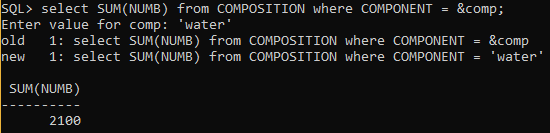 SQL> select SUM(NUMB) from COMPOSITION where COMPONENT = &comp;
Enter value for comp: 'water'
old   1: select SUM(NUMB) from COMPOSITION where COMPONENT = &comp
new   1: select SUM(NUMB) from COMPOSITION where COMPONENT = 'water'
 SUM(NUMB)
----------
      2100